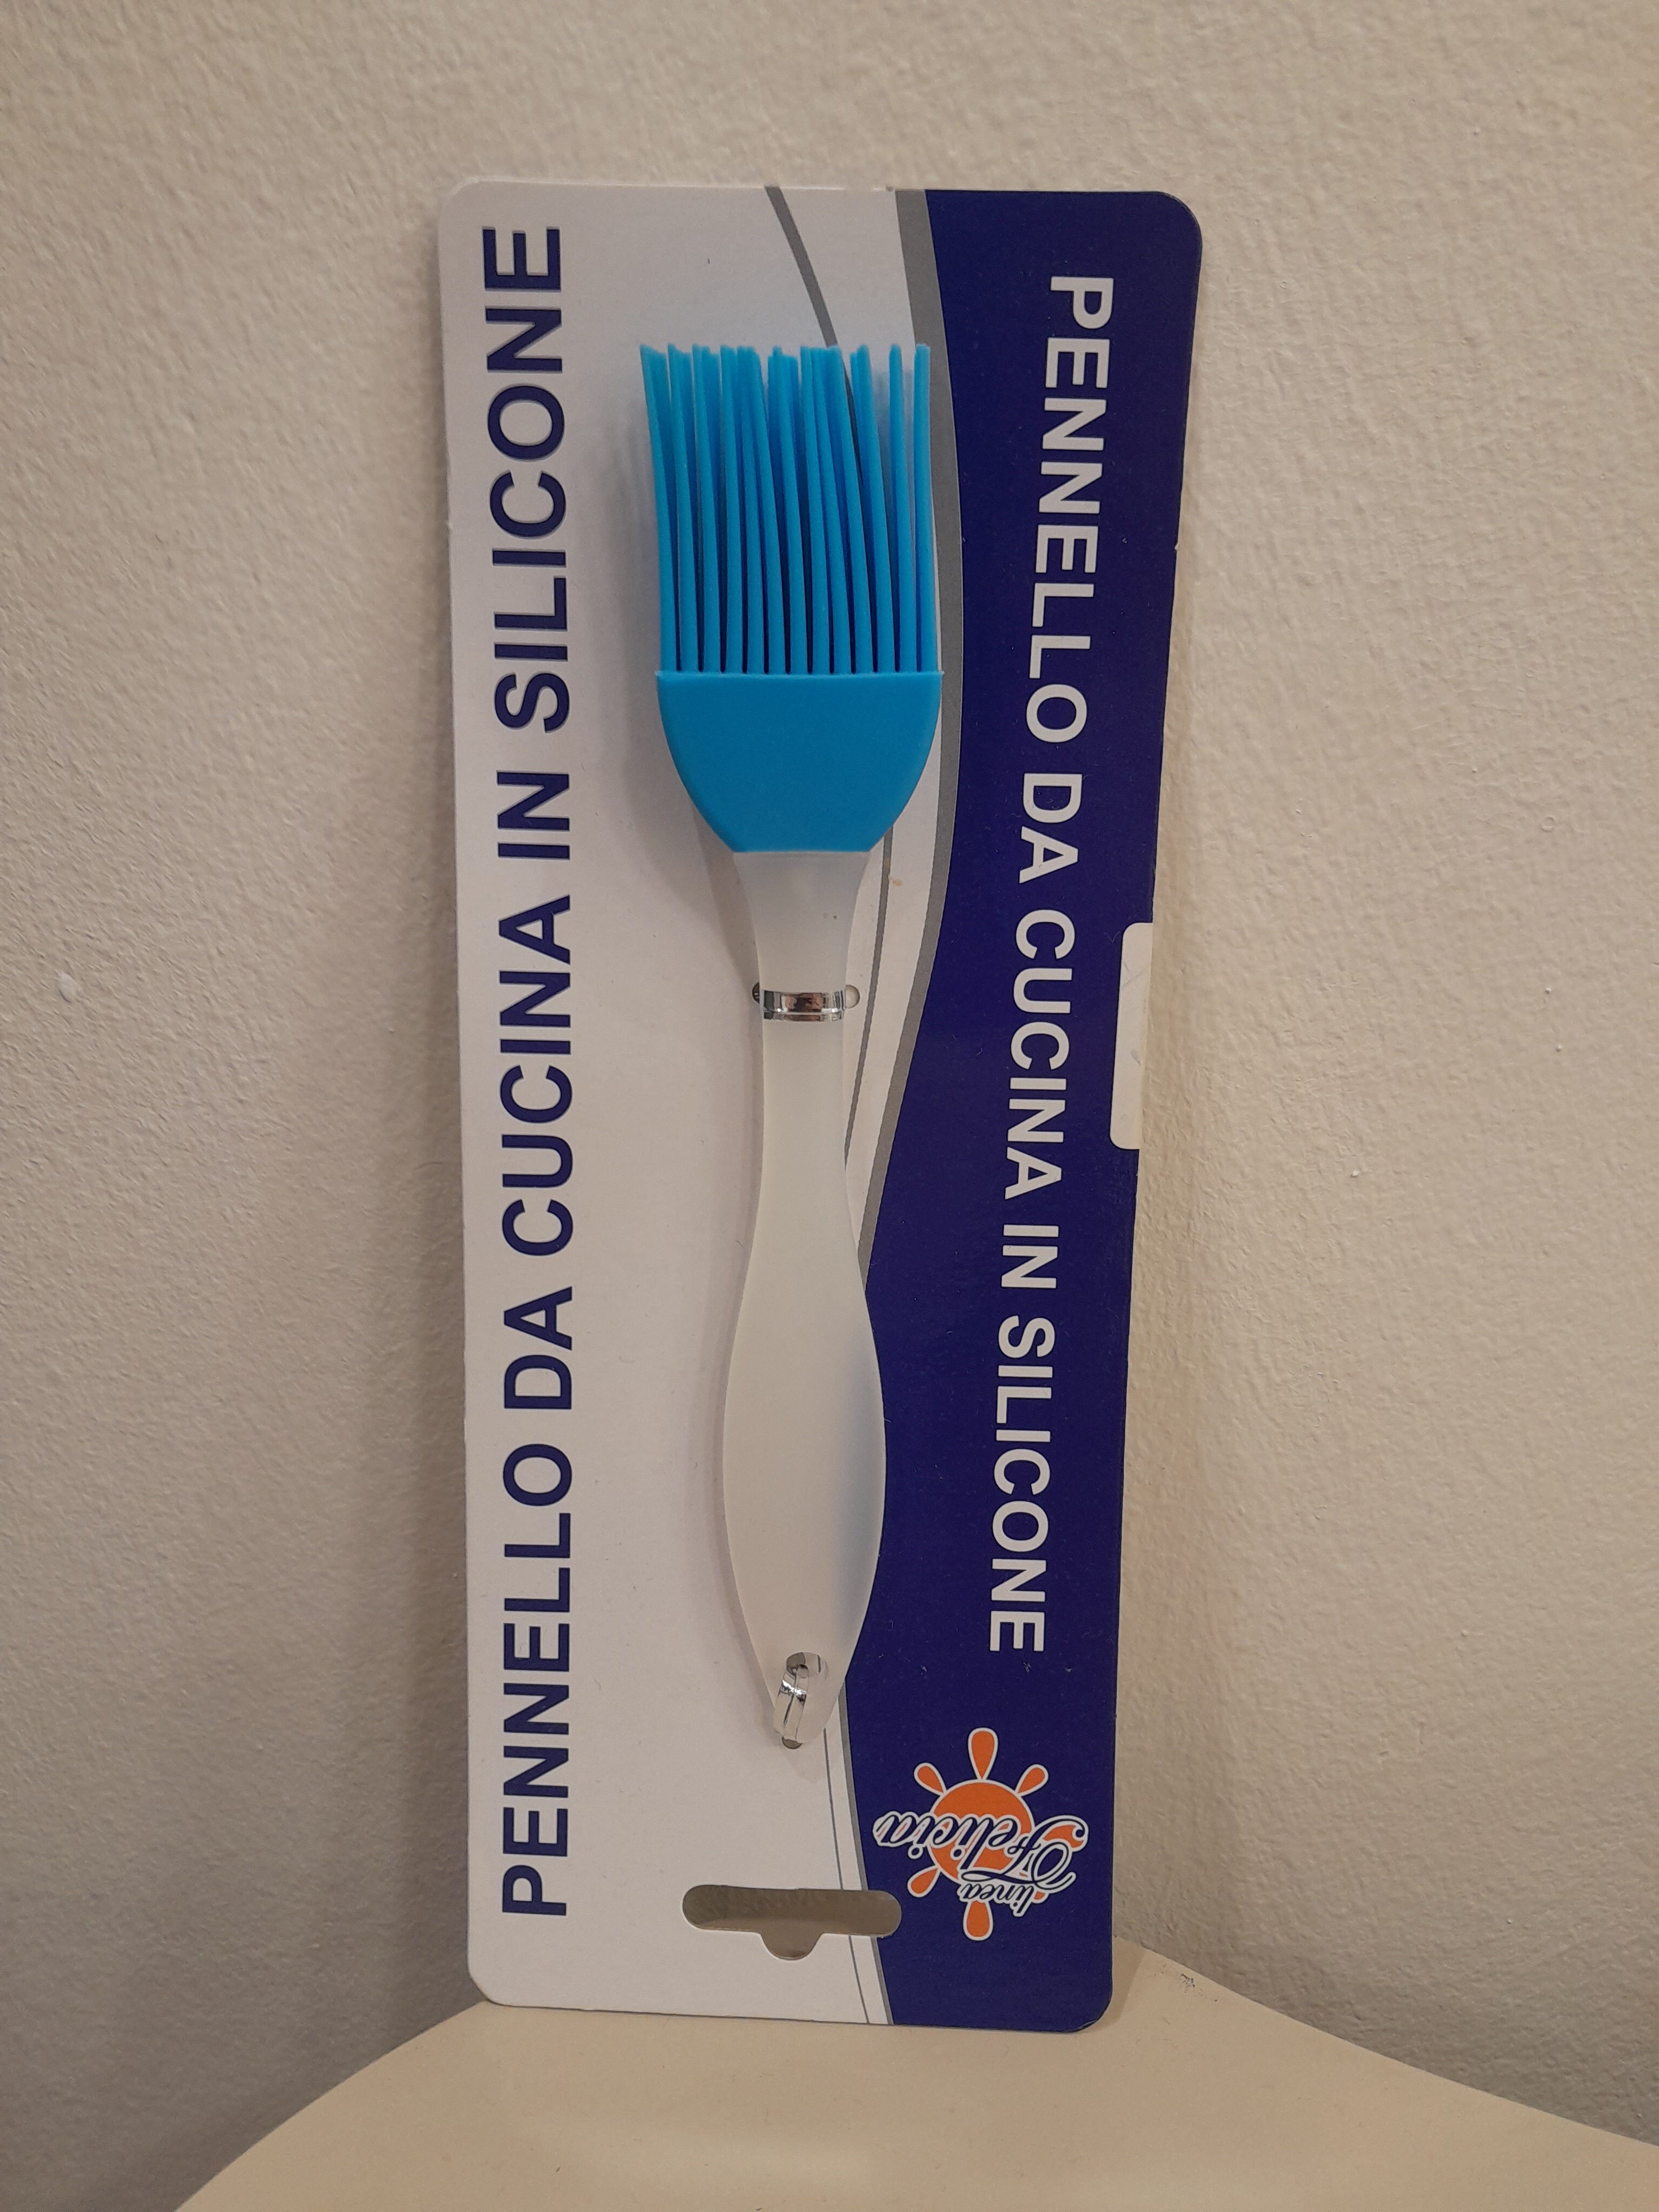 PENNELLO DA CUCINA IN SILICONE
PENNELLO DA CUCINA IN SILICONE
linea
Felicia